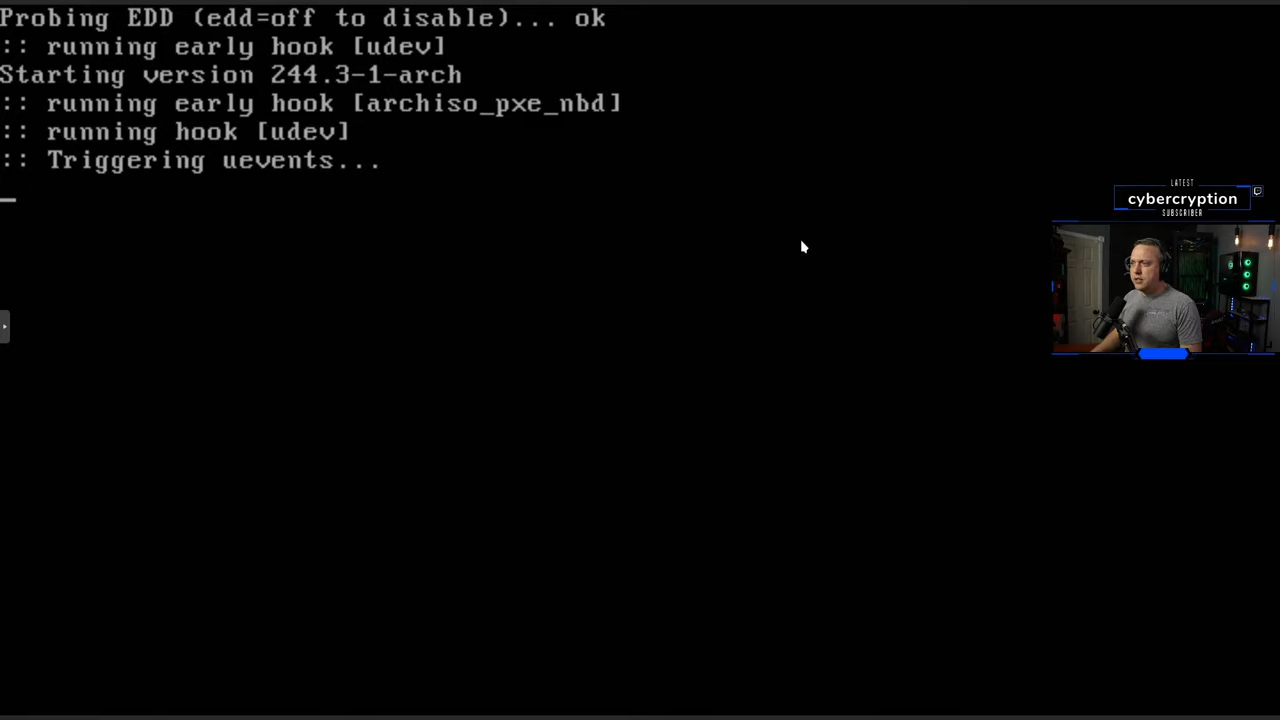 Probing EDD (edd=off to disable)... ok
:: running early hook [udev]
Starting version 244.3-1-arch
:: running early hook [archiso_pxe_nbd]
:: running hook [udev]
:: Triggering uevents...
LATEST
cybercryption
SUBSCRIBER